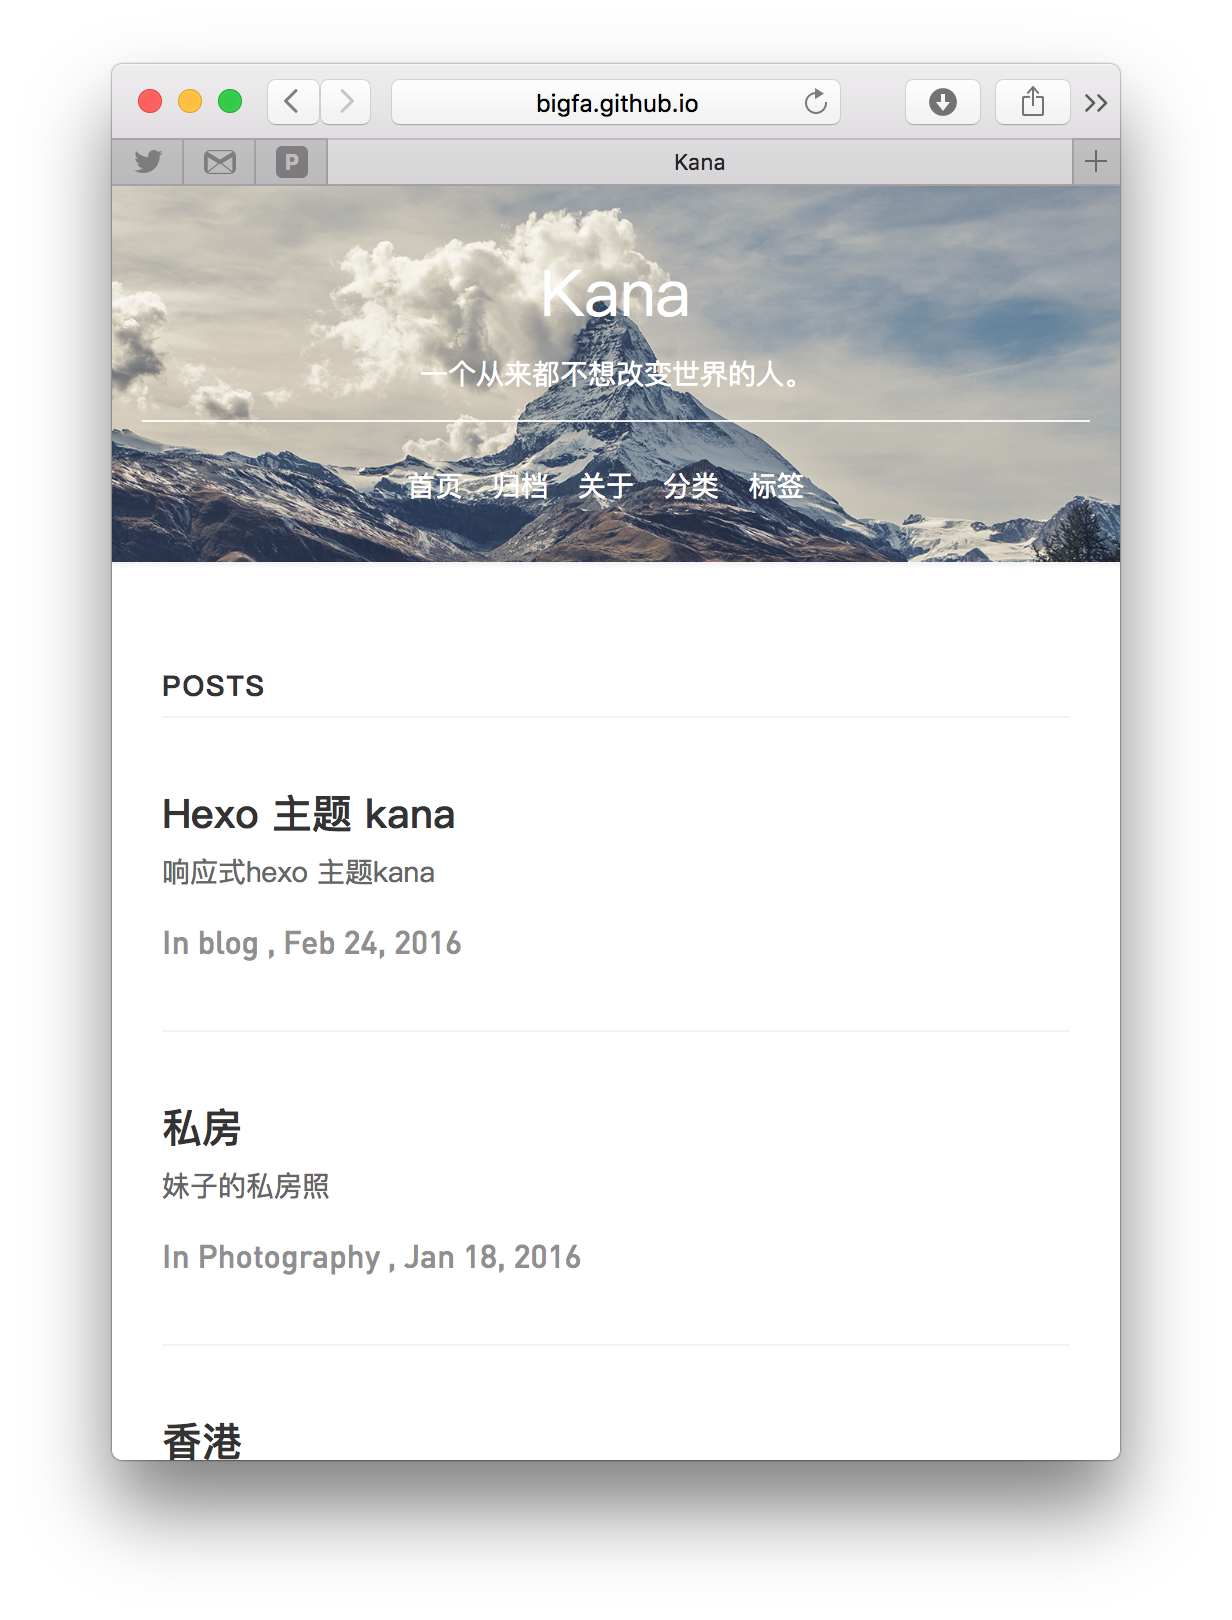 bigfa.github.io
P
Kana
Kana
一个从来都不想改变世界的人。
首页 归档 关于 分类 标签
POSTS
Hexo 主题 kana
响应式hexo 主题kana
In blog , Feb 24, 2016
私房
妹子的私房照
In Photography , Jan 18, 2016
香港